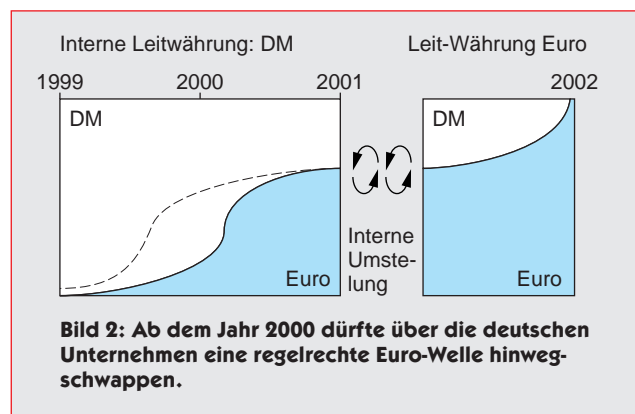 Interne Leitwährung: DM
Leit-Währung Euro
1999 2000 2001
2002
DM
DM
Interne
Umste-
lung
Euro
Euro
Bild 2: Ab dem Jahr 2000 dürfte über die deutschen
Unternehmen eine regelrechte Euro-Welle hinweg-
schwappen.